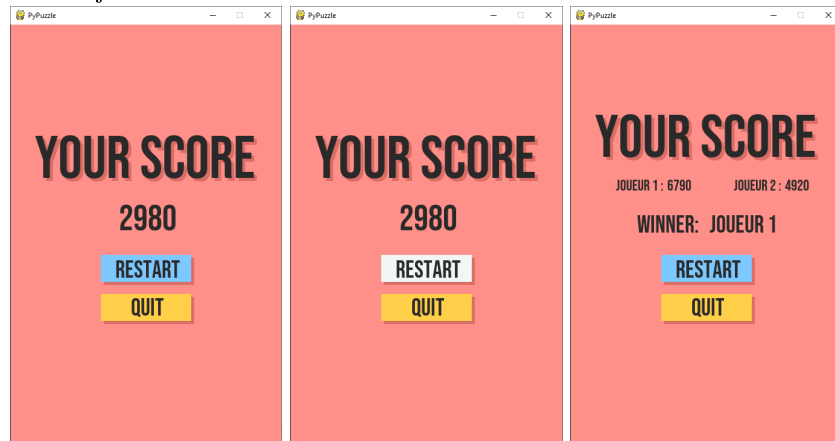 PyPuzzle
YOUR SCORE
2980
RESTART
QUIT
PyPuzzle
YOUR SCORE
2980
RESTART
QUIT
PyPuzzle
YOUR SCORE
JOUEUR 1 : 6790 JOUEUR 2 : 4920
WINNER: JOUEUR 1
RESTART
QUIT